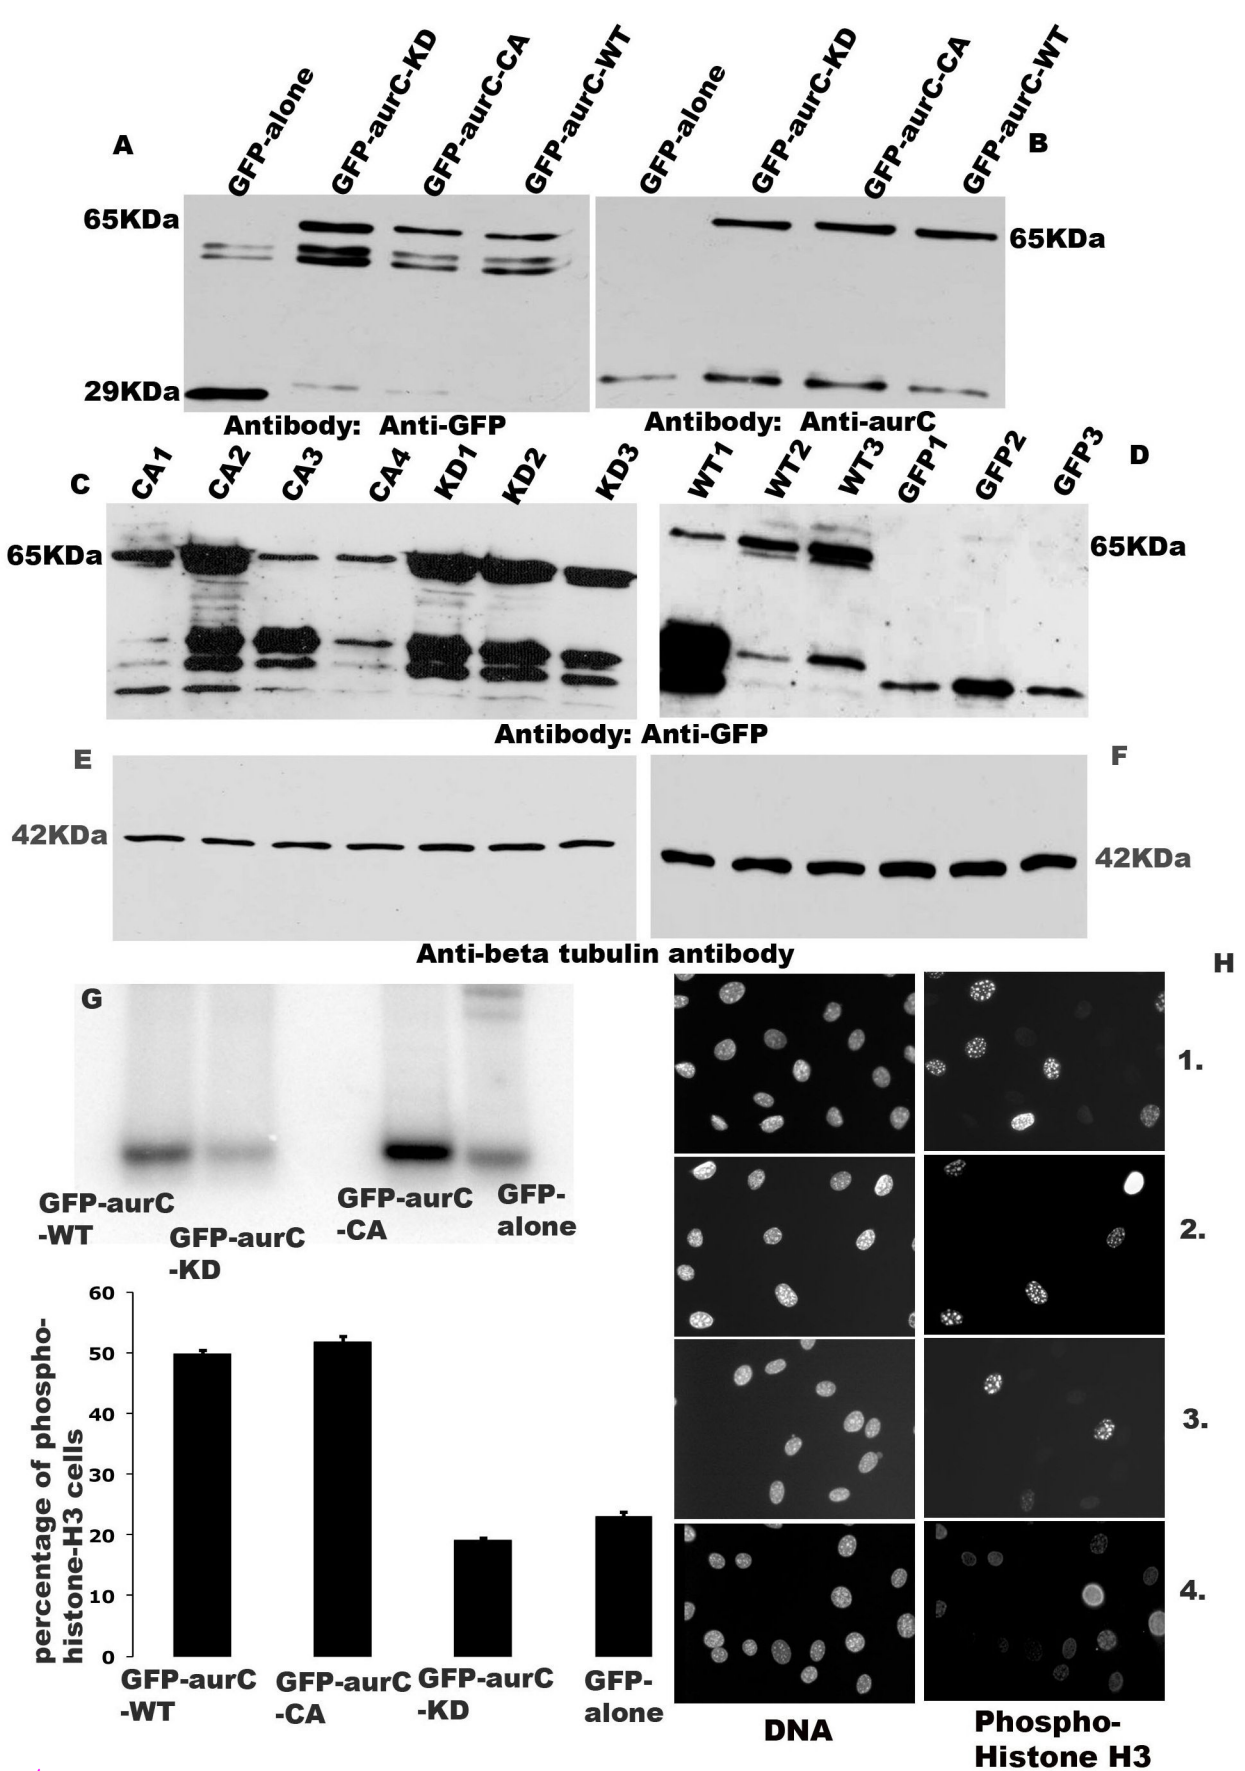 A
GFP-alone
GFP-aurC-KD
GFP-aurC-CA
GFP-aurC-WT
65KDa
29KDa
Antibody: Anti-GFP
B
GFP-alone
GFP-aurC-KD
GFP-aurC-CA
GFP-aurC-WT
65KDa
Antibody: Anti-aurC
C
CA1
CA2
CA3
CA4
KD1
KD2
KD3
65KDa
D
WT1
WT2
WT3
GFP1
GFP2
GFP3
65KDa
Antibody: Anti-GFP
E
42KDa
F
42KDa
Anti-beta tubulin antibody
G
GFP-aurC
-WT
GFP-aurC
-KD
GFP-aurC
-CA
GFP-
alone
percentage of phospho-
histone-H3 cells
60
50
40
30
20
10
0
GFP-aurC
-WT
GFP-aurC
-CA
GFP-aurC
-KD
GFP-
alone
H
1.
2.
3.
4.
DNA
Phospho-
Histone H3